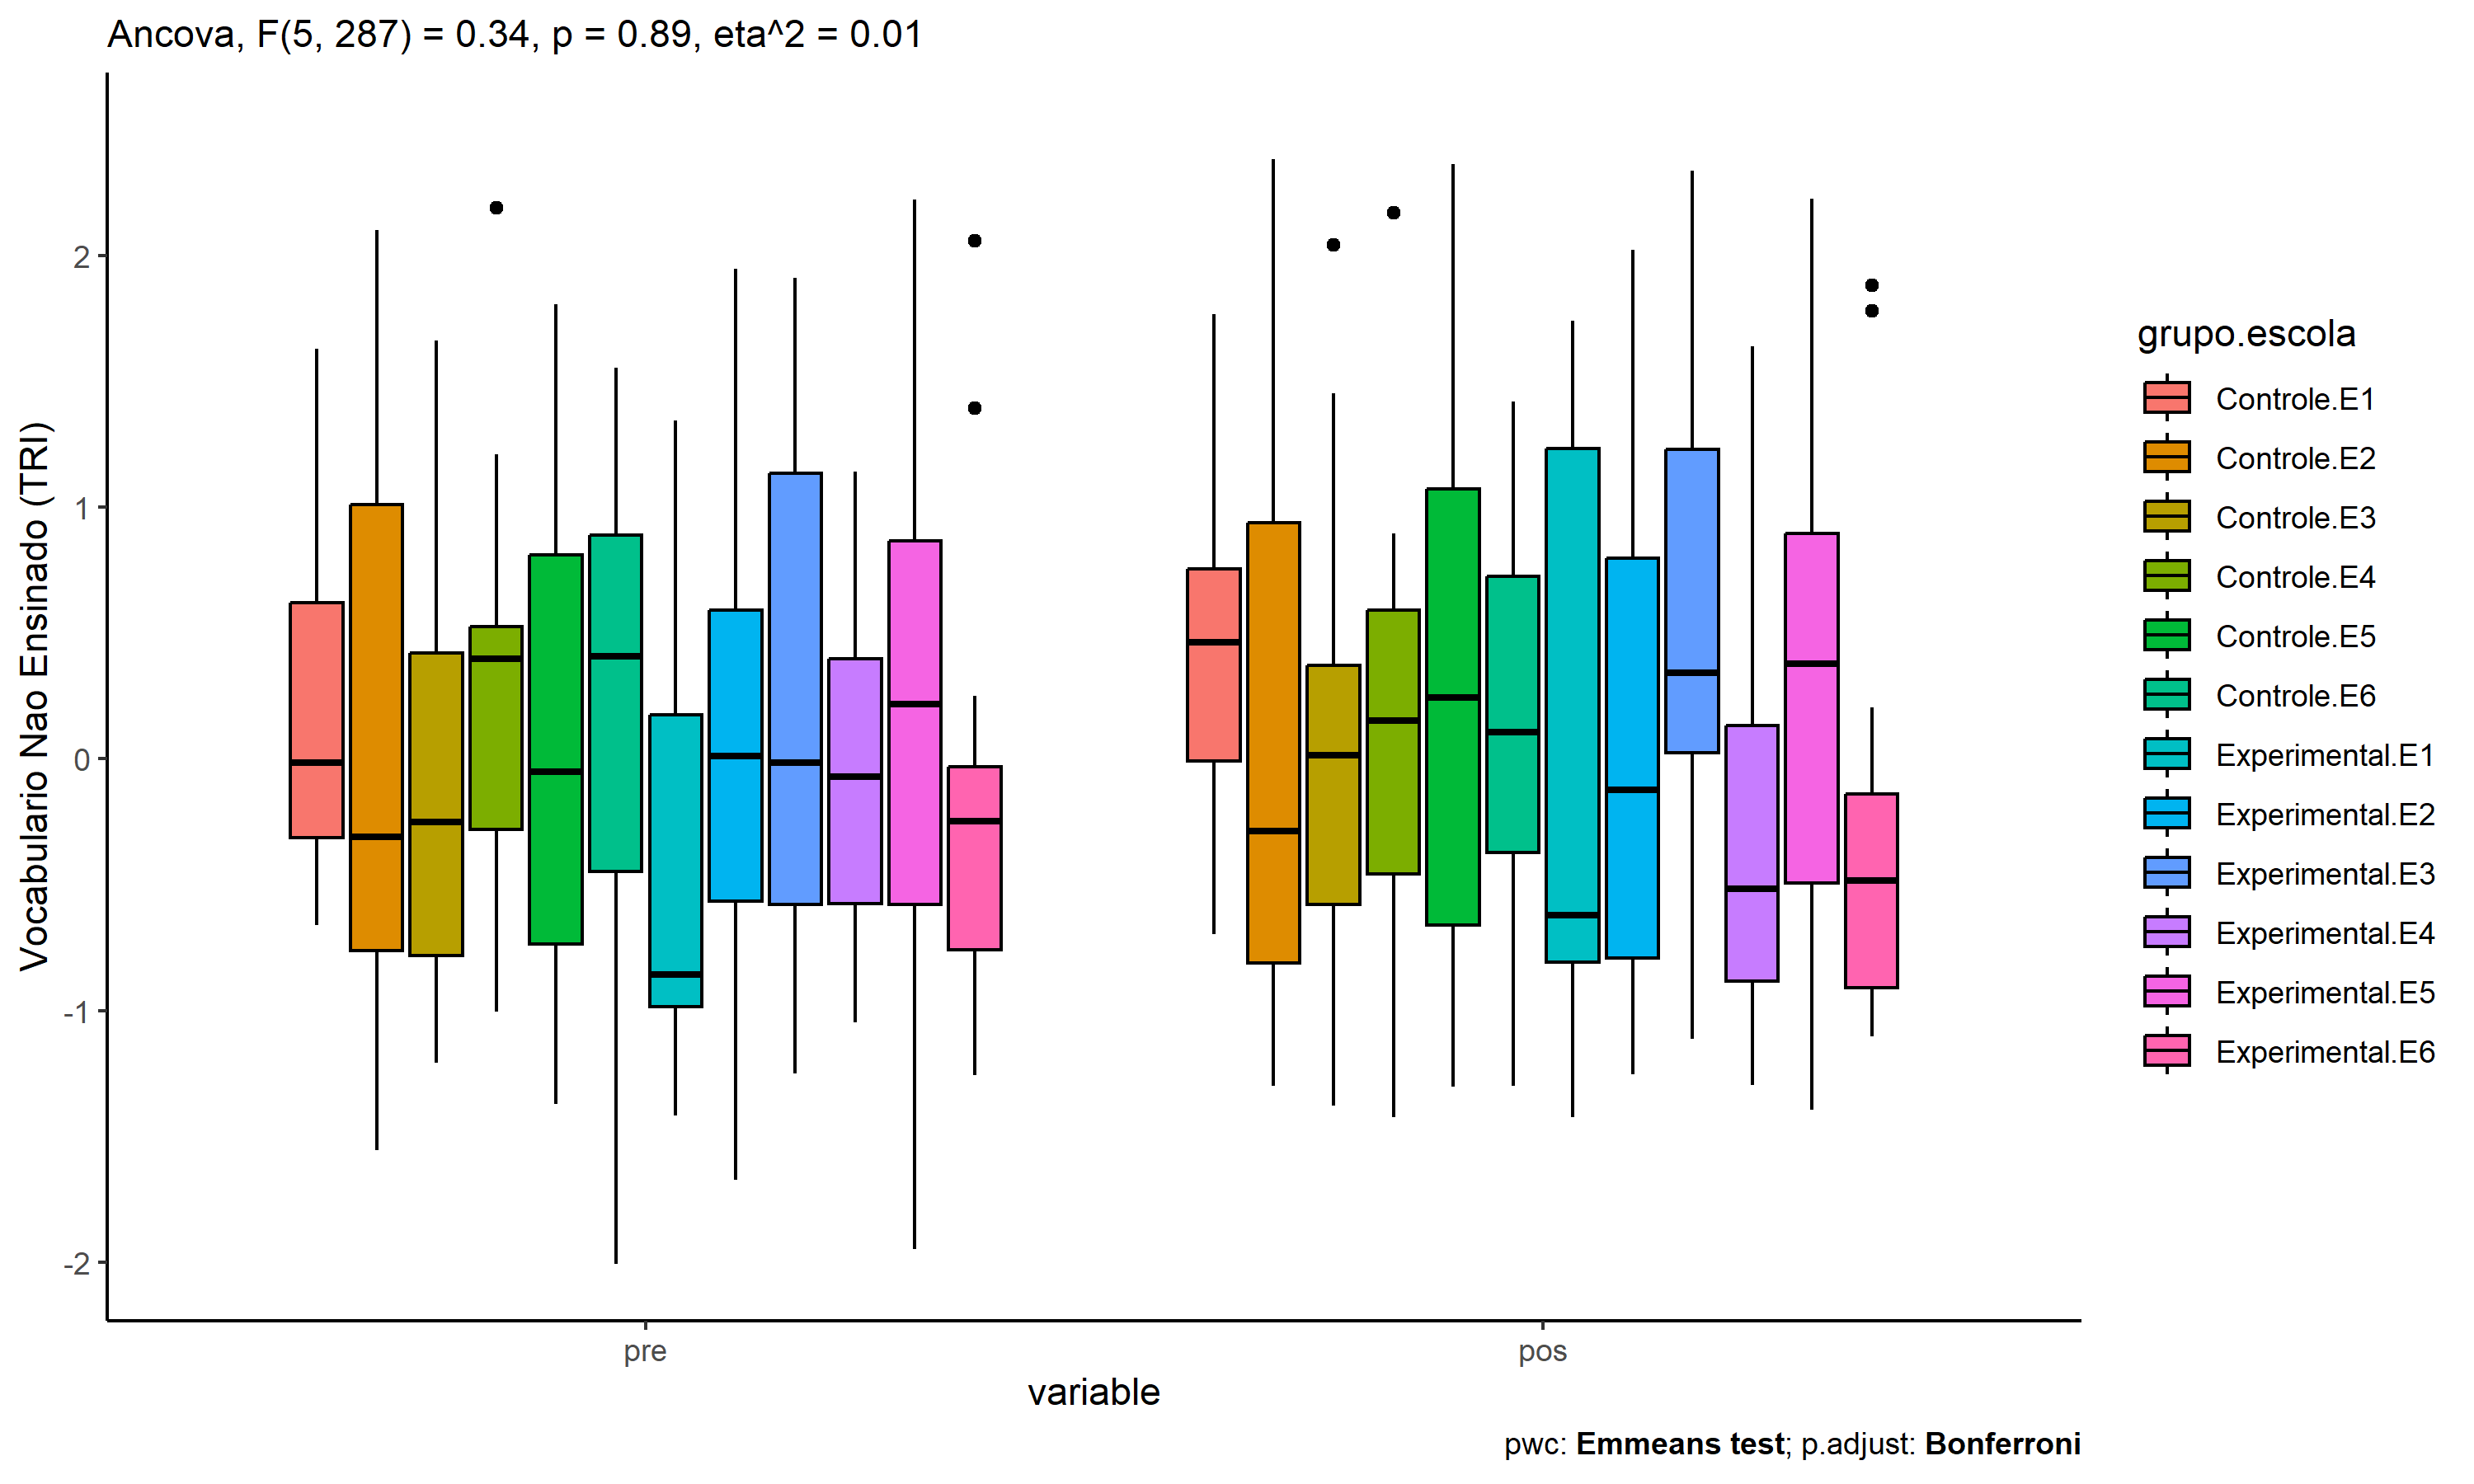 Ancova, F(5, 287) = 0.34, p = 0.89, eta^2 = 0.01
Vocabulario Nao Ensinado (TRI)
2
1
0
-1
-2
pre
pos
variable
grupo.escola
Controle.E1
Controle.E2
Controle.E3
Controle.E4
Controle.E5
Controle.E6
Experimental.E1
Experimental.E2
Experimental.E3
Experimental.E4
Experimental.E5
Experimental.E6
pwc: Emmeans test; p.adjust: Bonferroni